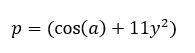 p = (cos(a) + 11y²)